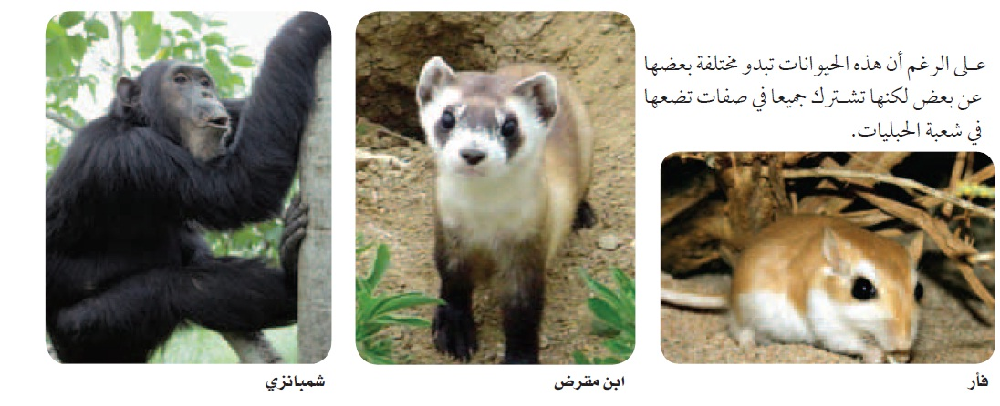 على الرغم أن هذه الحيوانات تبدو مختلفة بعضها
عن بعض لكنها تشترك جميعا في صفات تضعها
في شعبة الحبليات.
فأر
ابن مقرض
شمبانزي